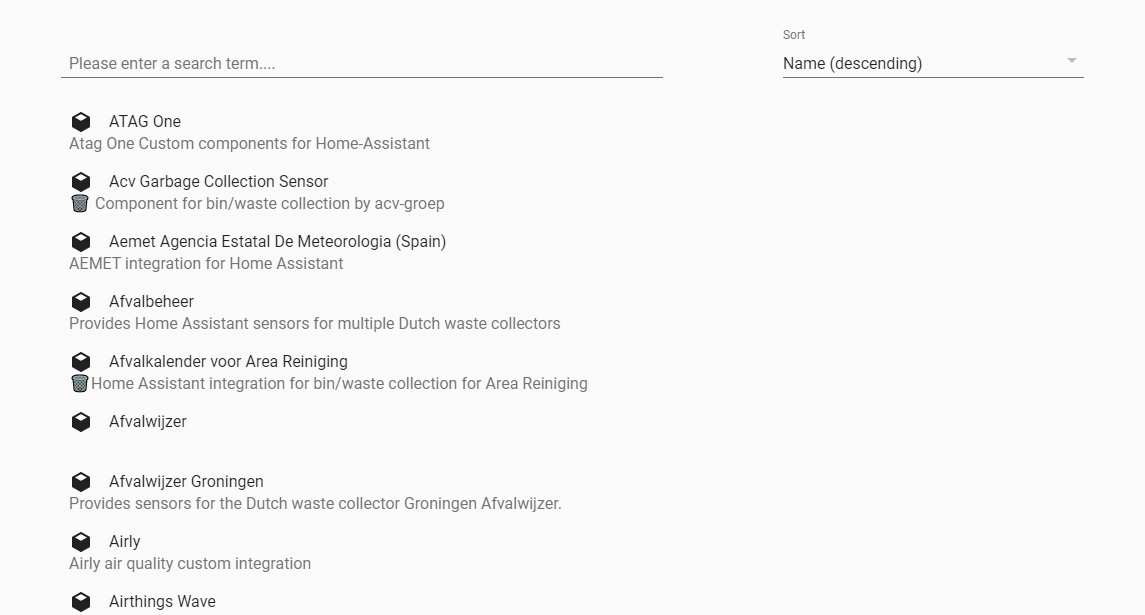 Sort
Please enter a search term....
Name (descending)
ATAG One
Atag One Custom components for Home-Assistant
Acv Garbage Collection Sensor
Component for bin/waste collection by acv-groep
Aemet Agencia Estatal De Meteorologia (Spain)
AEMET integration for Home Assistant
Afvalbeheer
Provides Home Assistant sensors for multiple Dutch waste collectors
Afvalkalender voor Area Reiniging
Home Assistant integration for bin/waste collection for Area Reiniging
Afvalwijzer
Afvalwijzer Groningen
Provides sensors for the Dutch waste collector Groningen Afvalwijzer.
Airly
Airly air quality custom integration
Airthings Wave